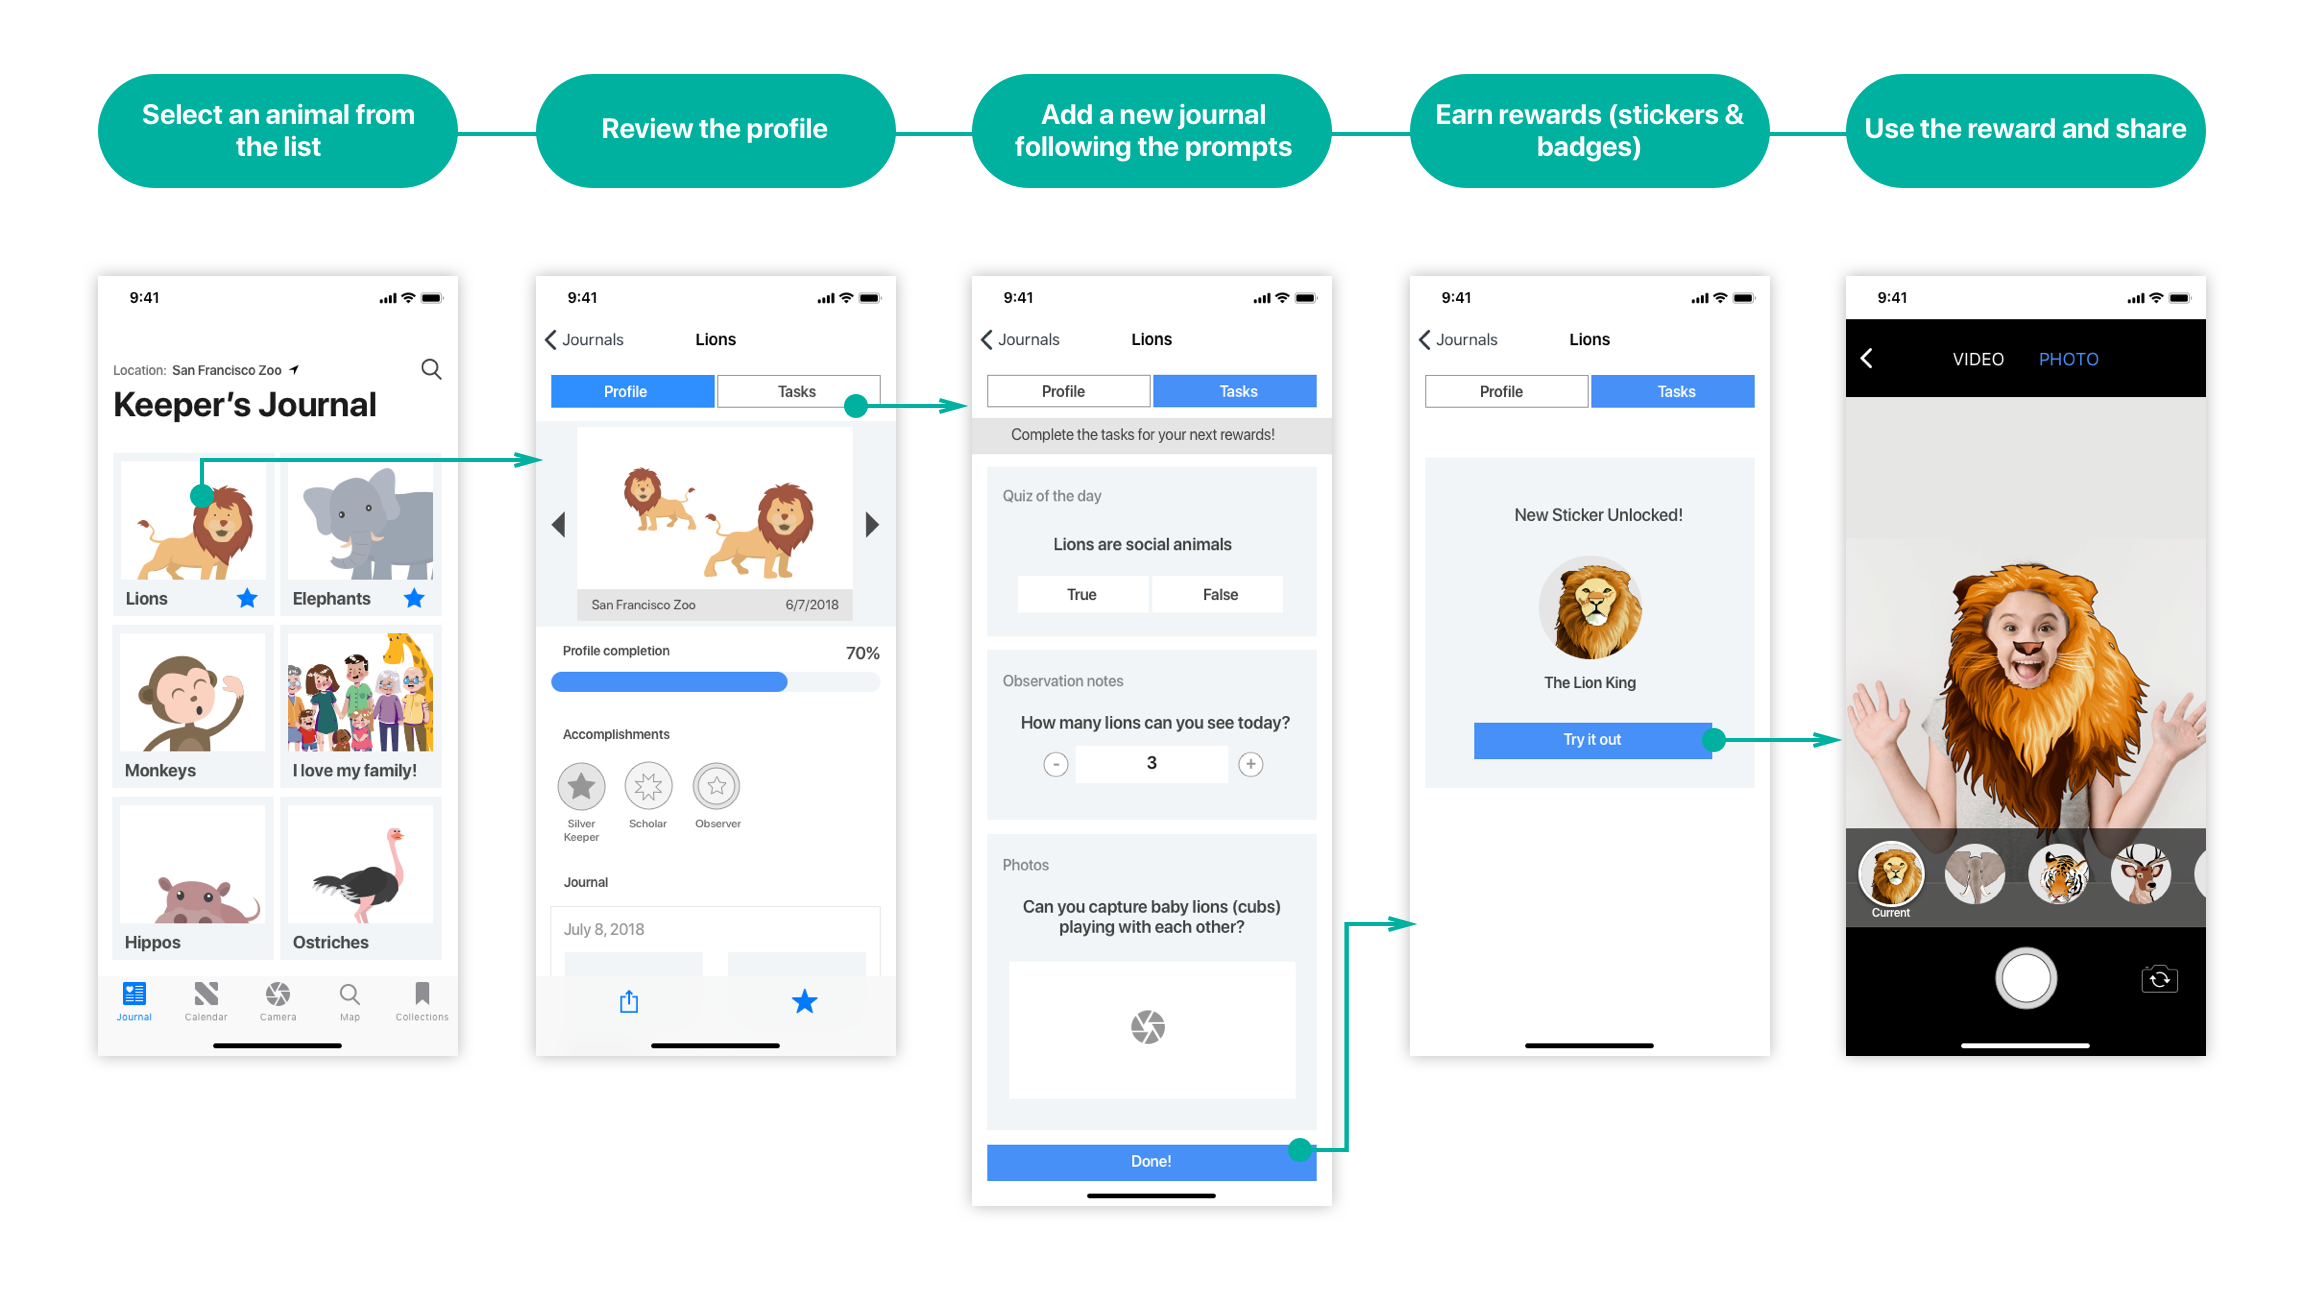 Select an animal from
the list
Review the profile
Add a new journal
following the prompts
Earn rewards (stickers &
badges)
Use the reward and share
9:41
Location: San Francisco Zoo
Keeper's Journal
Lions
Elephants
Monkeys
I love my family!
Hippos
Ostriches
Journal
Calendar
Camera
Map
Collections
9:41
Journals
Lions
Profile
Tasks
San Francisco Zoo
6/7/2018
Profile completion
70%
Accomplishments
Silver
Keeper
Scholar
Observer
Journal
July 8, 2018
9:41
Journals
Lions
Profile
Tasks
Complete the tasks for your next rewards!
Quiz of the day
Lions are social animals
True
False
Observation notes
How many lions can you see today?
-
3
+
Photos
Can you capture baby lions (cubs)
playing with each other?
Done!
9:41
Journals
Lions
Profile
Tasks
New Sticker Unlocked!
The Lion King
Try it out
9:41
VIDEO
PHOTO
Current